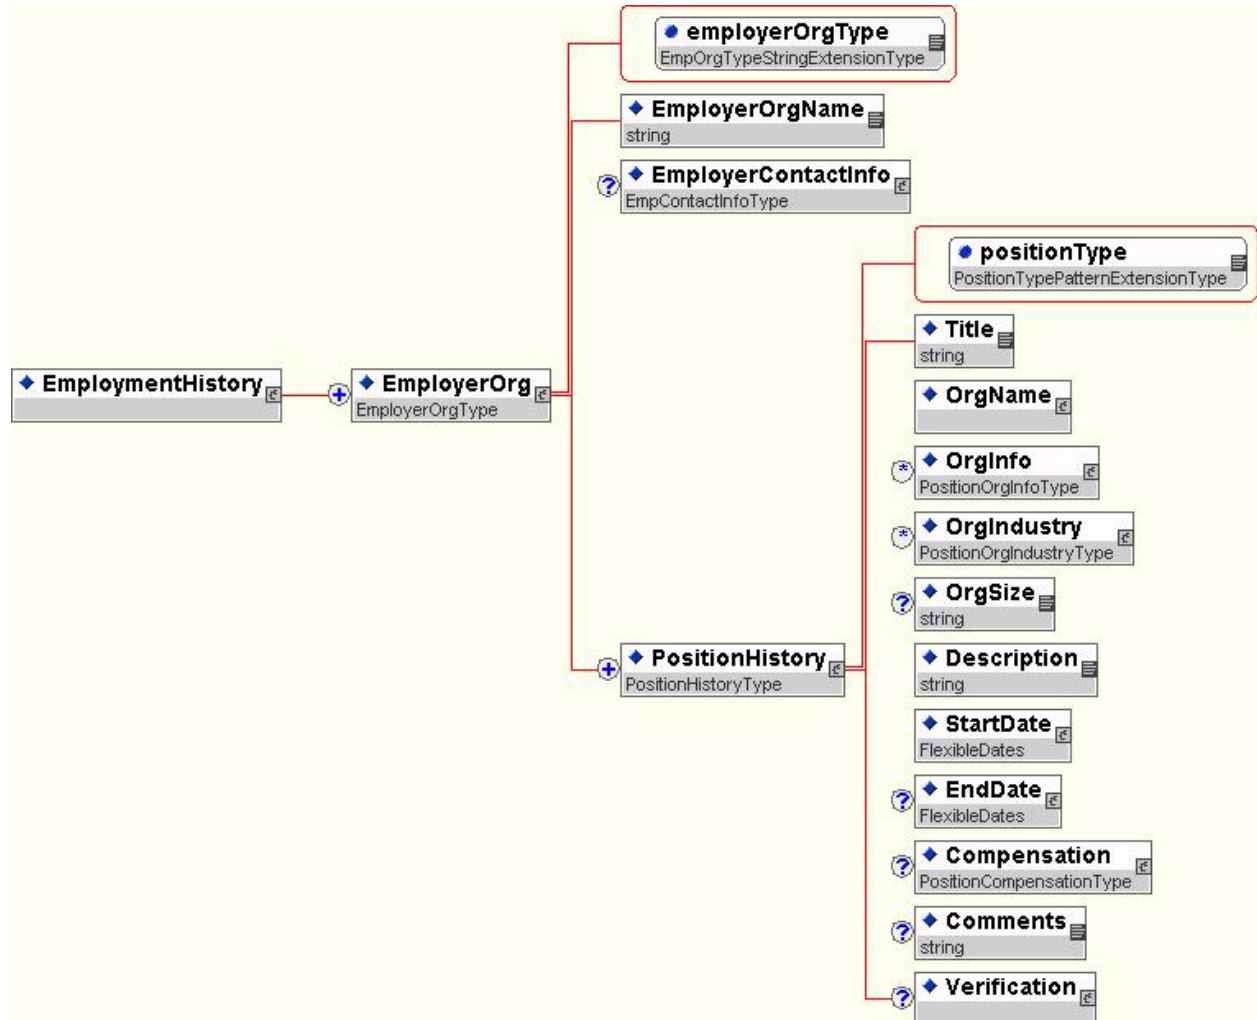 employerOrgType
EmpOrgTypeStringExtensionType
EmployerOrgName
string
? EmployerContactInfo
EmpContactInfoType
positionType
PositionTypePatternExtensionType
Title
string
EmploymentHistory
+ EmployerOrg
EmployerOrgType
OrgName
* OrgInfo
PositionOrgInfoType
* OrgIndustry
PositionOrgIndustryType
? OrgSize
string
+ PositionHistory
PositionHistoryType
Description
string
StartDate
FlexibleDates
? EndDate
FlexibleDates
? Compensation
PositionCompensationType
? Comments
string
? Verification